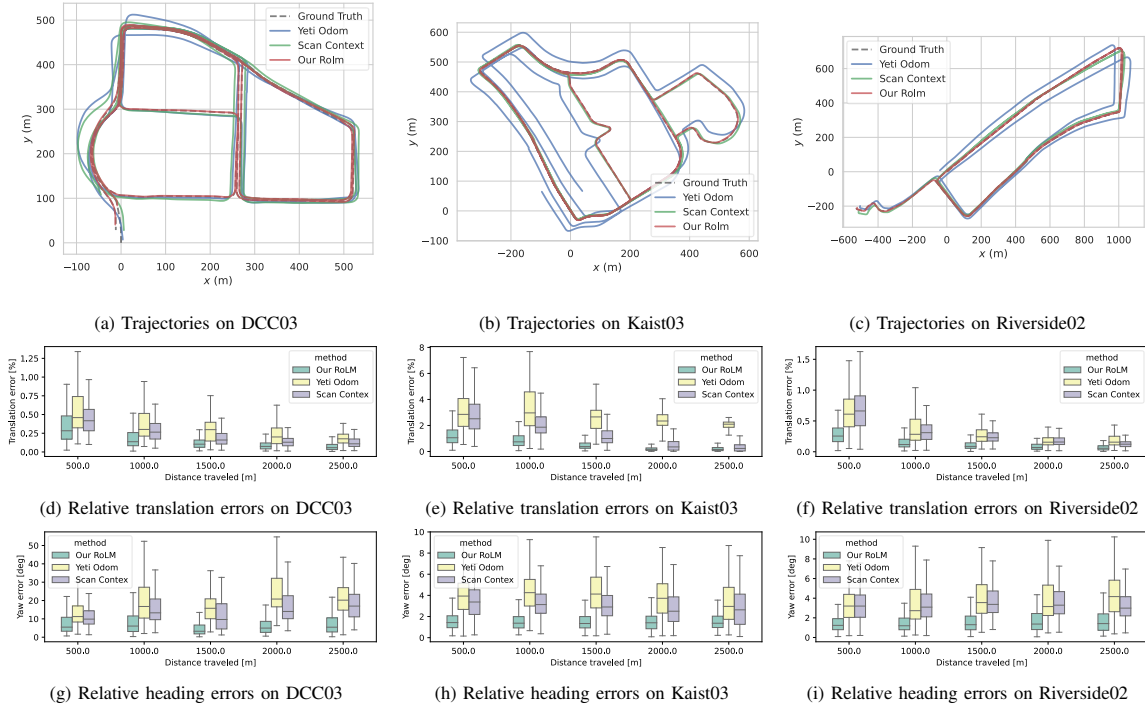 500
400
300
200
100
0
y (m)
−100
0
100
200
300
400
500
x (m)
Ground Truth
Yeti Odom
Scan Context
Our Rolm
600
500
400
300
200
100
0
−100
y (m)
−200
0
200
400
600
x (m)
Ground Truth
Yeti Odom
Scan Context
Our Rolm
600
400
200
0
−200
y (m)
−600
−400
−200
0
200
400
600
800
1000
x (m)
Ground Truth
Yeti Odom
Scan Context
Our Rolm
(a) Trajectories on DCC03
(b) Trajectories on Kaist03
(c) Trajectories on Riverside02
Translation error [%]
1.25
1.00
0.75
0.50
0.25
0.00
method
Our RoLM
Yeti Odom
Scan Contex
500.0
1000.0
1500.0
2000.0
2500.0
Distance traveled [m]
Translation error [%]
8
6
4
2
0
method
Our RoLM
Yeti Odom
Scan Contex
500.0
1000.0
1500.0
2000.0
2500.0
Distance traveled [m]
Translation error [%]
1.5
1.0
0.5
0.0
method
Our RoLM
Yeti Odom
Scan Contex
500.0
1000.0
1500.0
2000.0
2500.0
Distance traveled [m]
(d) Relative translation errors on DCC03
(e) Relative translation errors on Kaist03
(f) Relative translation errors on Riverside02
Yaw error [deg]
50
40
30
20
10
0
method
Our RoLM
Yeti Odom
Scan Contex
500.0
1000.0
1500.0
2000.0
2500.0
Distance traveled [m]
Yaw error [deg]
10
8
6
4
2
0
method
Our RoLM
Yeti Odom
Scan Contex
500.0
1000.0
1500.0
2000.0
2500.0
Distance traveled [m]
Yaw error [deg]
10
8
6
4
2
0
method
Our RoLM
Yeti Odom
Scan Contex
500.0
1000.0
1500.0
2000.0
2500.0
Distance traveled [m]
(g) Relative heading errors on DCC03
(h) Relative heading errors on Kaist03
(i) Relative heading errors on Riverside02